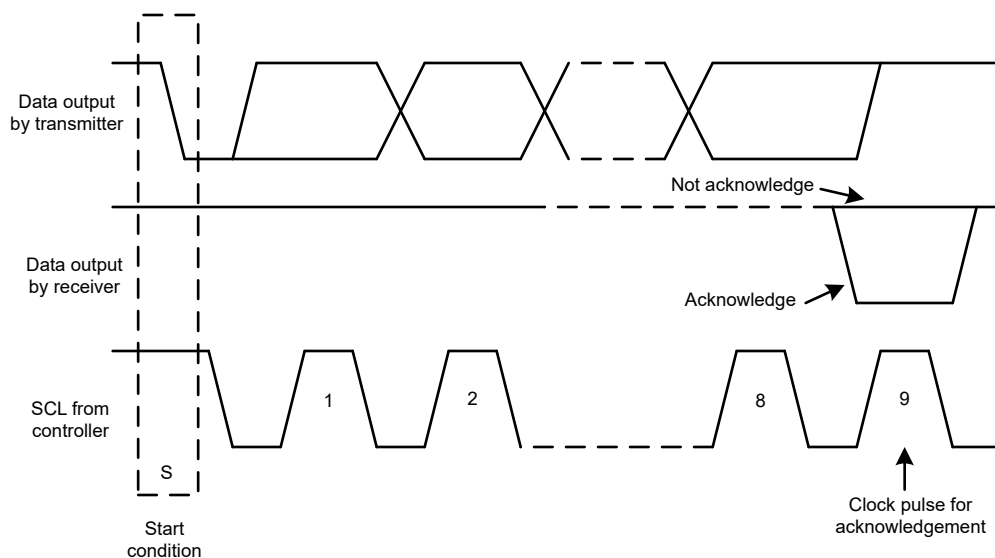 Data output
by transmitter
Not acknowledge
Data output
by receiver
Acknowledge
SCL from
controller
1
2
8
9
S
Start
condition
Clock pulse for
acknowledgement